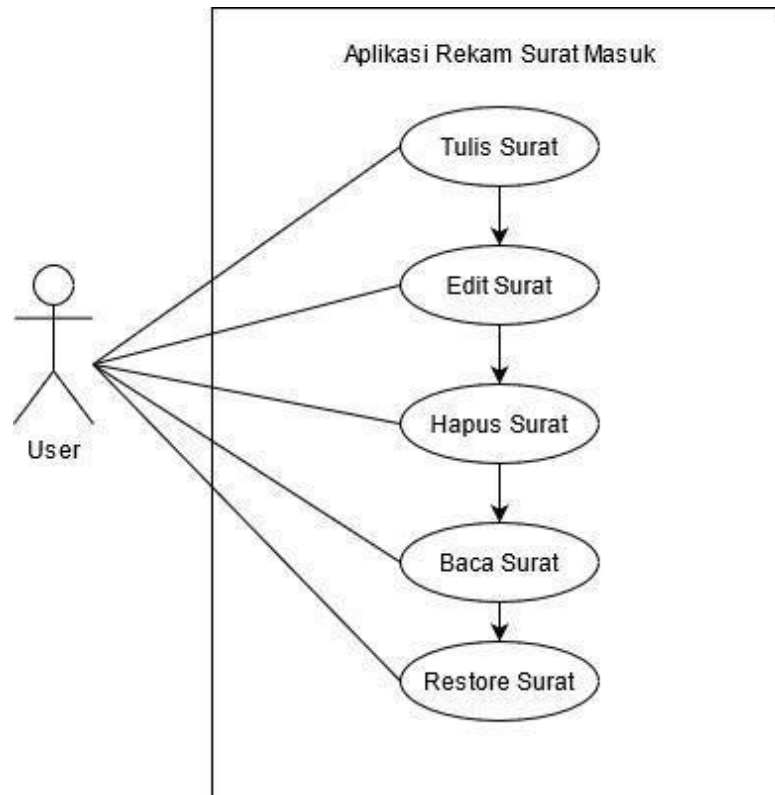 Aplikasi Rekam Surat Masuk
Tulis Surat
Edit Surat
Hapus Surat
User
Baca Surat
Restore Surat